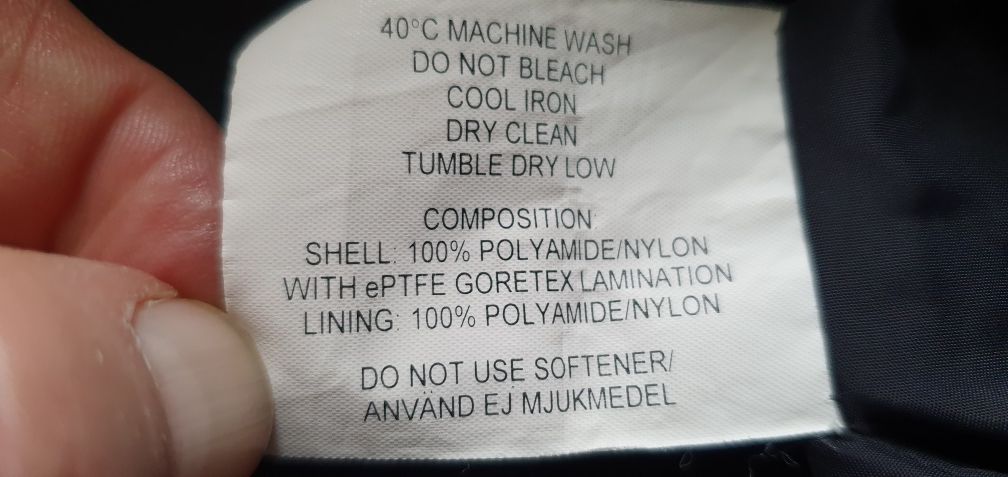 40°C MACHINE WASH
DO NOT BLEACH
COOL IRON
DRY CLEAN
TUMBLE DRY LOW
COMPOSITION
SHELL: 100% POLYAMIDE/NYLON
WITH ePTFE GORETEX LAMINATION
LINING: 100% POLYAMIDE/NYLON
DO NOT USE SOFTENER/
ANVÄND EJ MJUKMEDEL